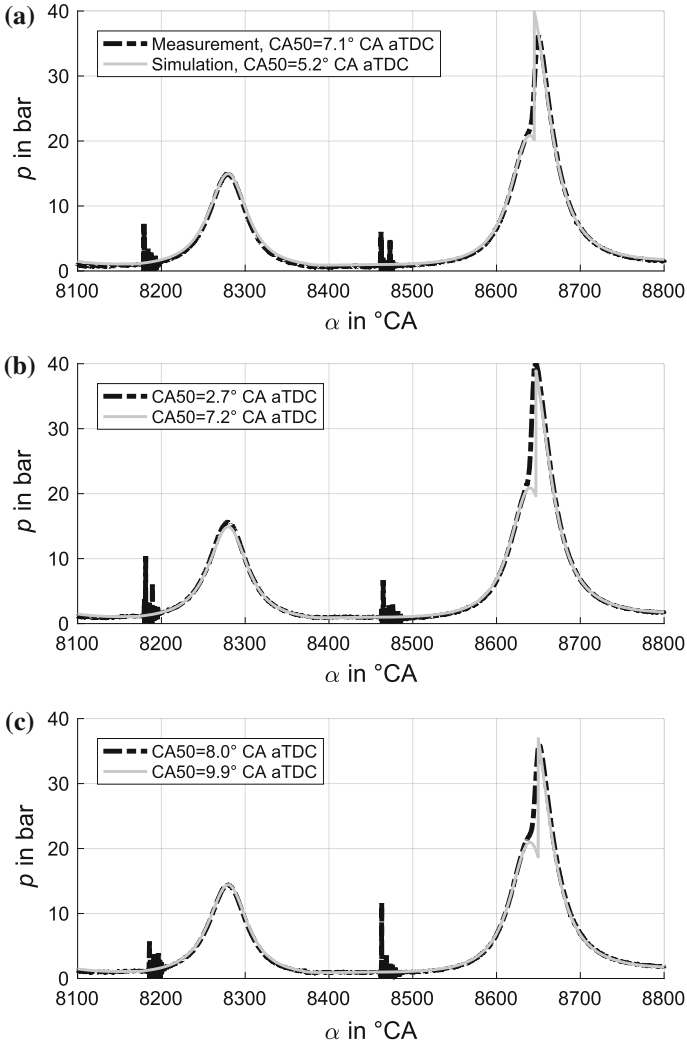 (a)
40
30
20
10
0
p in bar
Measurement, CA50=7.1° CA aTDC
Simulation, CA50=5.2° CA aTDC
8100 8200 8300 8400 8500 8600 8700 8800
α in °CA
(b)
40
30
20
10
0
p in bar
CA50=2.7° CA aTDC
CA50=7.2° CA aTDC
8100 8200 8300 8400 8500 8600 8700 8800
α in °CA
(c)
40
30
20
10
0
p in bar
CA50=8.0° CA aTDC
CA50=9.9° CA aTDC
8100 8200 8300 8400 8500 8600 8700 8800
α in °CA